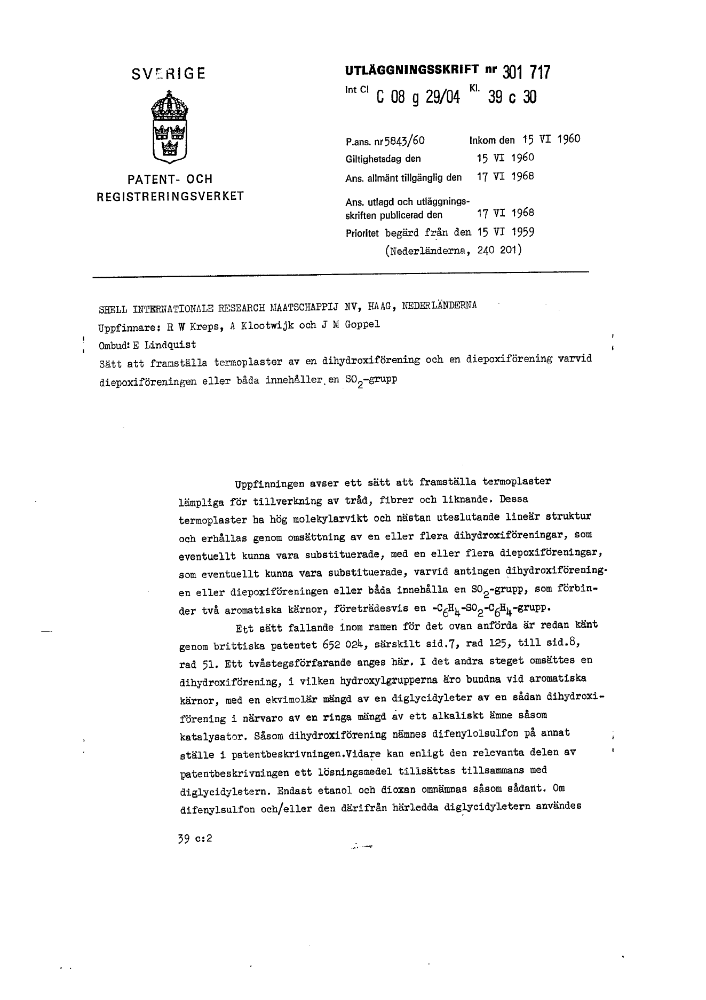 SVERIGE
PATENT- OCH
REGISTRERINGSVERKET
UTLÄGGNINGSSKRIFT nr 301 717
Int Cl C 08 g 29/04 Kl. 39 c 30
P.ans. nr 5843/60 Inkom den 15 VI 1960
Giltighetsdag den 15 VI 1960
Ans. allmänt tillgänglig den 17 VI 1968
Ans. utlagd och utläggnings-
skriften publicerad den 17 VI 1968
Prioritet begärd från den 15 VI 1959
(Nederländerna, 240 201)
SHELL INTERNATIONALE RESEARCH MAATSCHAPPIJ NV, HAAG, NEDERLÄNDERNA
Uppfinnare: R W Kreps, A Klootwijk och J M Goppel
Ombud: E Lindquist
Sätt att framställa termoplaster av en dihydroxiförening och en diepoxiförening varvid
diepoxiföreningen eller båda innehåller en SO₂-grupp
Uppfinningen avser ett sätt att framställa termoplaster
lämpliga för tillverkning av tråd, fibrer och liknande. Dessa
termoplaster ha hög molekylarvikt och nästan uteslutande lineär struktur
och erhållas genom omsättning av en eller flera dihydroxiföreningar, som
eventuellt kunna vara substituerade, med en eller flera diepoxiföreningar,
som eventuellt kunna vara substituerade, varvid antingen dihydroxiförening-
en eller diepoxiföreningen eller båda innehålla en SO₂-grupp, som förbin-
der två aromatiska kärnor, företrädesvis en -C₆H₄-SO₂-C₆H₄-grupp.
Ett sätt fallande inom ramen för det ovan anförda är redan känt
genom brittiska patentet 652 024, särskilt sid.7, rad 125, till sid.8,
rad 51. Ett tvåstegsförfarande anges här. I det andra steget omsättes en
dihydroxiförening, i vilken hydroxylgrupperna äro bundna vid aromatiska
kärnor, med en ekvimolär mängd av en diglycidyleter av en sådan dihydroxi-
förening i närvaro av en ringa mängd av ett alkaliskt ämne såsom
katalysator. Såsom dihydroxiförening nämnes difenylolsulfon på annat
ställe i patentbeskrivningen.Vidare kan enligt den relevanta delen av
patentbeskrivningen ett lösningsmedel tillsättas tillsammans med
diglycidyletern. Endast etanol och dioxan omnämnas såsom sådant. Om
difenylsulfon och/eller den därifrån härledda diglycidyletern användes
39 c:2